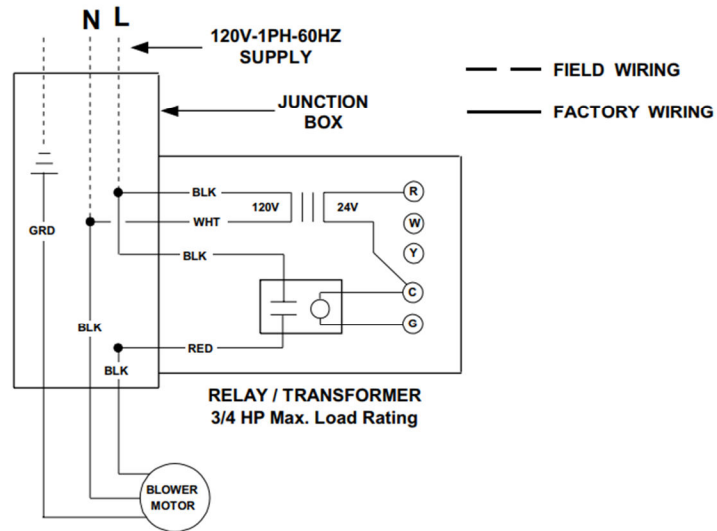 N L
120V-1PH-60HZ
SUPPLY
FIELD WIRING
JUNCTION
BOX
FACTORY WIRING
BLK
R
120V
24V
WHT
W
GRD
Y
BLK
C
G
BLK
RED
BLK
RELAY / TRANSFORMER
3/4 HP Max. Load Rating
BLOWER
MOTOR